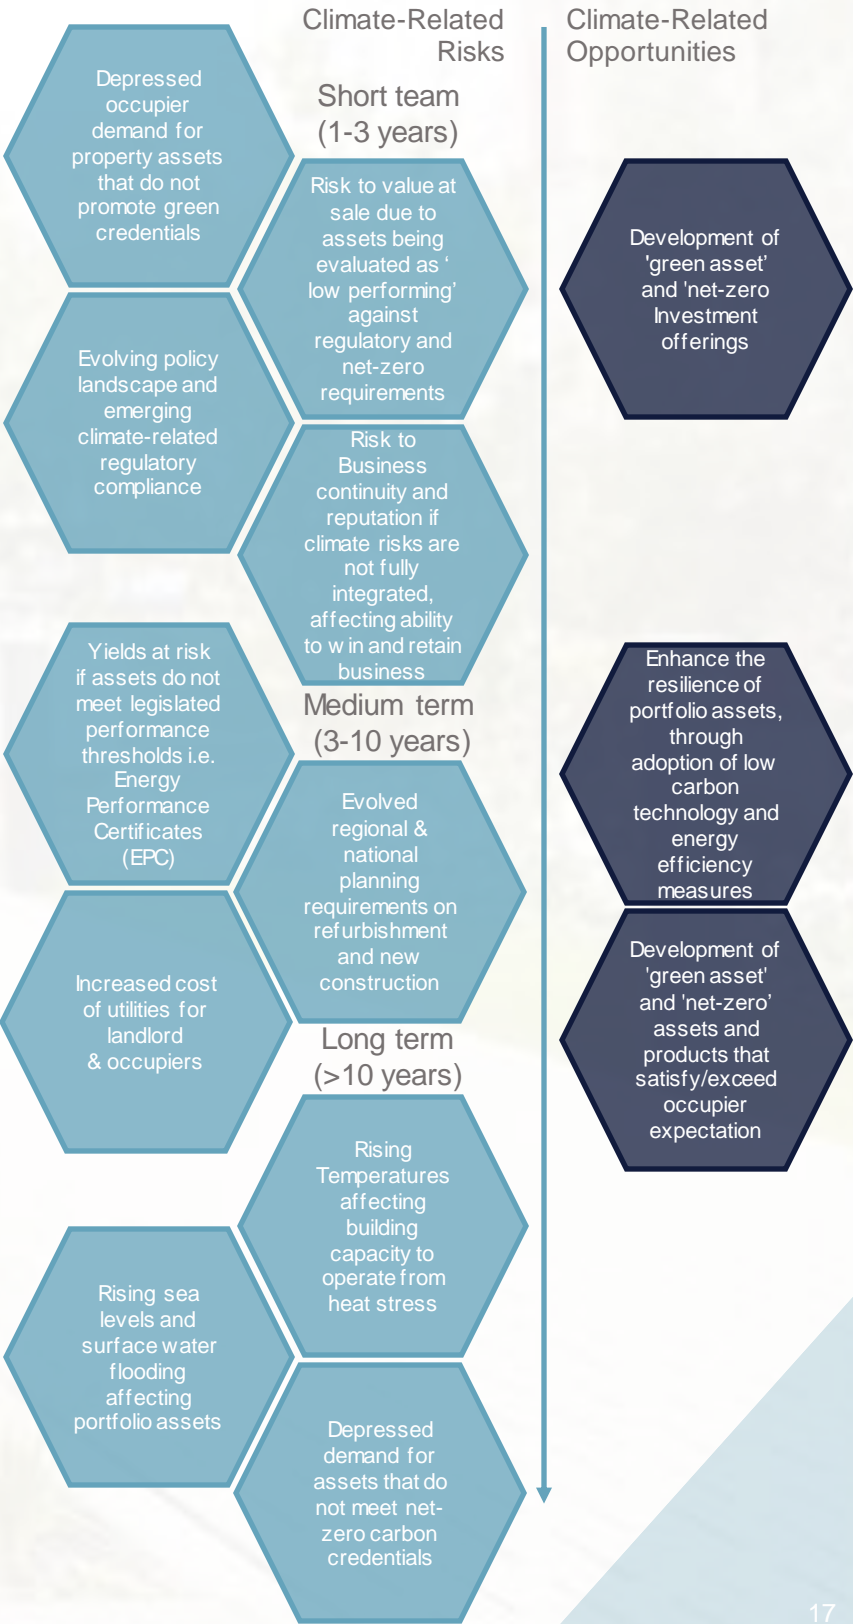 Climate-Related
Risks
Climate-Related
Opportunities
Short team
(1-3 years)
Depressed
occupier
demand for
property assets
that do not
promote green
credentials
Risk to value at
sale due to
assets being
evaluated as ‘
low performing’
against
regulatory and
net-zero
requirements
Development of
'green asset’
and 'net-zero
Investment
offerings
Evolving policy
landscape and
emerging
climate-related
regulatory
compliance
Risk to
Business
continuity and
reputation if
climate risks are
not fully
integrated,
affecting ability
to win and retain
business
Medium term
(3-10 years)
Yields at risk
if assets do not
meet legislated
performance
thresholds i.e.
Energy
Performance
Certificates
(EPC)
Evolved
regional &
national
planning
requirements on
refurbishment
and new
construction
Enhance the
resilience of
portfolio assets,
through
adoption of low
carbon
technology and
energy
efficiency
measures
Increased cost
of utilities for
landlord
& occupiers
Development of
'green asset'
and 'net-zero’
assets and
products that
satisfy/exceed
occupier
expectation
Long term
(>10 years)
Rising
Temperatures
affecting
building
capacity to
operate from
heat stress
Rising sea
levels and
surface water
flooding
affecting
portfolio assets
Depressed
demand for
assets that do
not meet net-
zero carbon
credentials
17